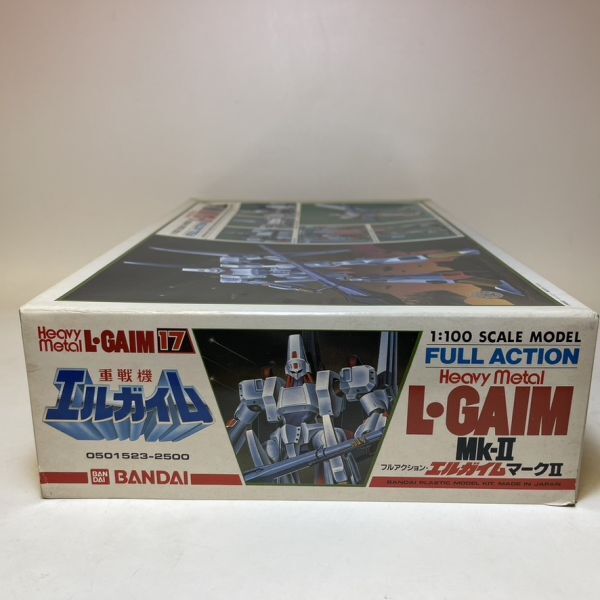 Heavy Metal L·GAIM 17
重戦機
エルガイム
0501523-2500
BAN DAI BANDAI
1:100 SCALE MODEL
FULL ACTION
Heavy Metal
L·GAIM
Mk-II
フルアクション·エルガイムマークII
BANDAI PLASTIC MODEL KIT, MADE IN JAPAN